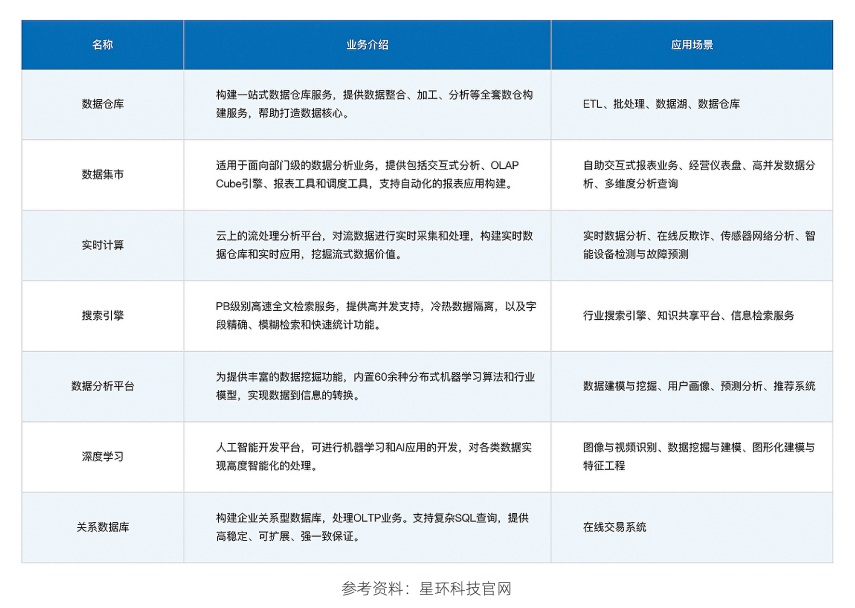 名称 业务介绍 应用场景
数据仓库
构建一站式数据仓库服务，提供数据整合、加工、分析等全套数仓构
建服务，帮助打造数据核心。
ETL、批处理、数据湖、数据仓库
数据集市
适用于面向部门级的数据分析业务，提供包括交互式分析、OLAP
Cube引擎、报表工具和调度工具，支持自动化的报表应用构建。
自助交互式报表业务、经营仪表盘、高并发数据分
析、多维度分析查询
实时计算
云上的流处理分析平台，对流数据进行实时采集和处理，构建实时数
据仓库和实时应用，挖掘流式数据价值。
实时数据分析、在线反欺诈、传感器网络分析、智
能设备检测与故障预测
搜索引擎
PB级别高速全文检索服务，提供高并发支持，冷热数据隔离，以及字
段精确、模糊检索和快速统计功能。
行业搜索引擎、知识共享平台、信息检索服务
数据分析平台
为提供丰富的数据挖掘功能，内置60余种分布式机器学习算法和行业
模型，实现数据到信息的转换。
数据建模与挖掘、用户画像、预测分析、推荐系统
深度学习
人工智能开发平台，可进行机器学习和AI应用的开发，对各类数据实
现高度智能化的处理。
图像与视频识别、数据挖掘与建模、图形化建模与
特征工程
关系数据库
构建企业关系型数据库，处理OLTP业务。支持复杂SQL查询，提供
高稳定、可扩展、强一致保证。
在线交易系统
参考资料：星环科技官网